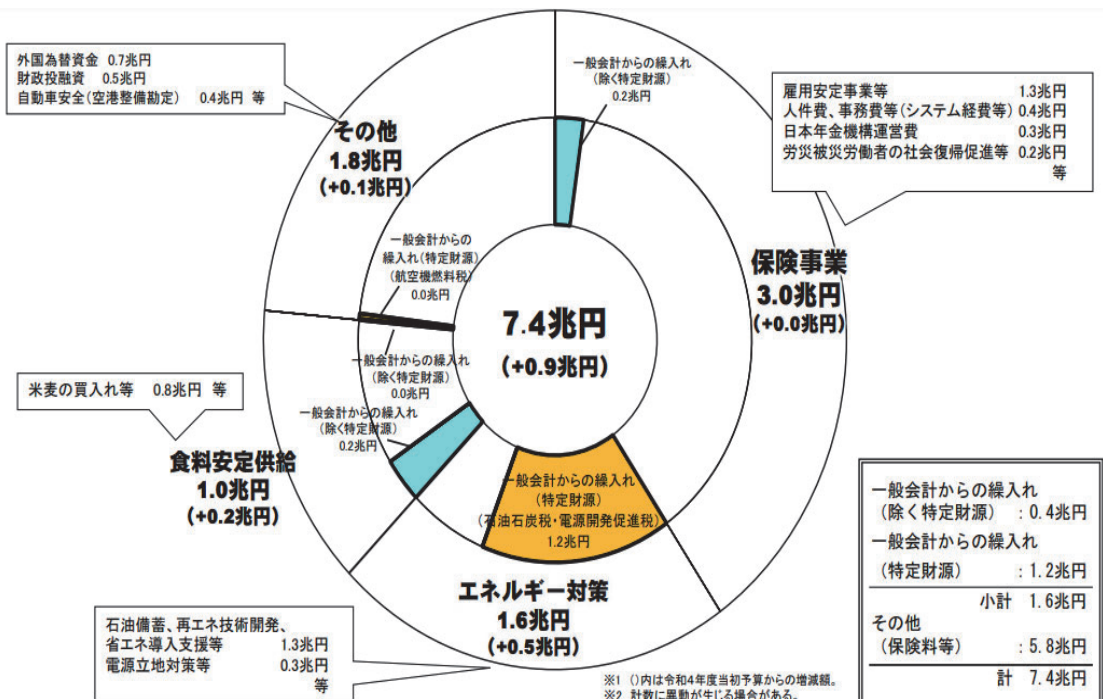 外国為替資金 0.7兆円
財政投融資 0.5兆円
自動車安全(空港整備勘定) 0.4兆円 等
その他
1.8兆円
(+0.1兆円)
一般会計からの繰入れ
(除く特定財源)
0.2兆円
雇用安定事業等 1.3兆円
人件費、事務費等(システム経費等) 0.4兆円
日本年金機構運営費 0.3兆円
労災被災労働者の社会復帰促進等 0.2兆円
等
保険事業
3.0兆円
(+0.0兆円)
一般会計からの
繰入れ(特定財源)
(航空機燃料税)
0.0兆円
7.4兆円
(+0.9兆円)
一般会計からの繰入れ
(除く特定財源)
0.0兆円
米麦の買入れ等 0.8兆円 等
一般会計からの繰入れ
(除く特定財源)
0.2兆円
食料安定供給
1.0兆円
(+0.2兆円)
一般会計からの繰入れ
(特定財源)
(石油石炭税・電源開発促進税)
1.2兆円
エネルギー対策
1.6兆円
(+0.5兆円)
石油備蓄、再エネ技術開発、
省エネ導入支援等 1.3兆円
電源立地対策等 0.3兆円
等
一般会計からの繰入れ
(除く特定財源) :0.4兆円
一般会計からの繰入れ
(特定財源) :1.2兆円
小計 1.6兆円
その他
(保険料等) :5.8兆円
計 7.4兆円
※1 ()内は令和4年度当初予算からの増減額。
※2 計数に異動が生じる場合がある。